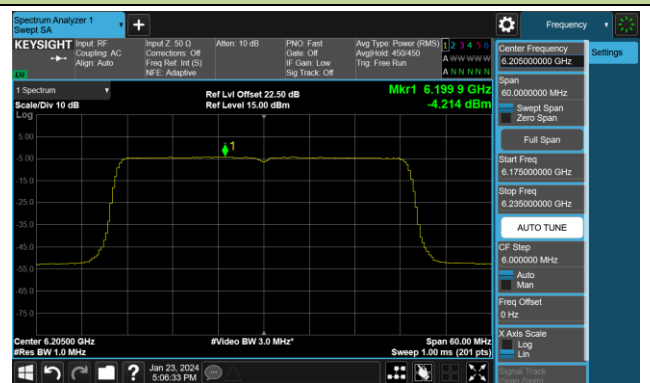 Spectrum Analyzer 1
Swept SA
+
Frequency
KEYSIGHT
Input: RF
Coupling: AC
Align: Auto
Input Z: 50 Ω
Corrections: Off
Freq Ref: Int (S)
NFE: Adaptive
Atten: 10 dB
PNO: Fast
Gate: Off
IF Gain: Low
Sig Track: Off
Avg Type: Power (RMS)
Avg|Hold: 450/450
Trig: Free Run
1 2 3 4 5 6
A W W W W W
A N N N N N
LXI
Center Frequency
6.205000000 GHz
Settings
Span
60.0000000 MHz
Swept Span
Zero Span
Full Span
Start Freq
6.175000000 GHz
Stop Freq
6.235000000 GHz
AUTO TUNE
CF Step
6.000000 MHz
Auto
Man
Freq Offset
0 Hz
X Axis Scale
Log
Lin
Signal Track
(Span Zoom)
1 Spectrum
Scale/Div 10 dB
Log
Ref Lvl Offset 22.50 dB
Ref Level 15.00 dBm
Mkr1 6.199 9 GHz
-4.214 dBm
5.00
-5.00
-15.0
-25.0
-35.0
-45.0
-55.0
-65.0
-75.0
1
Center 6.20500 GHz
#Res BW 1.0 MHz
#Video BW 3.0 MHz*
Span 60.00 MHz
Sweep 1.00 ms (201 pts)
?
Jan 23, 2024
5:06:33 PM